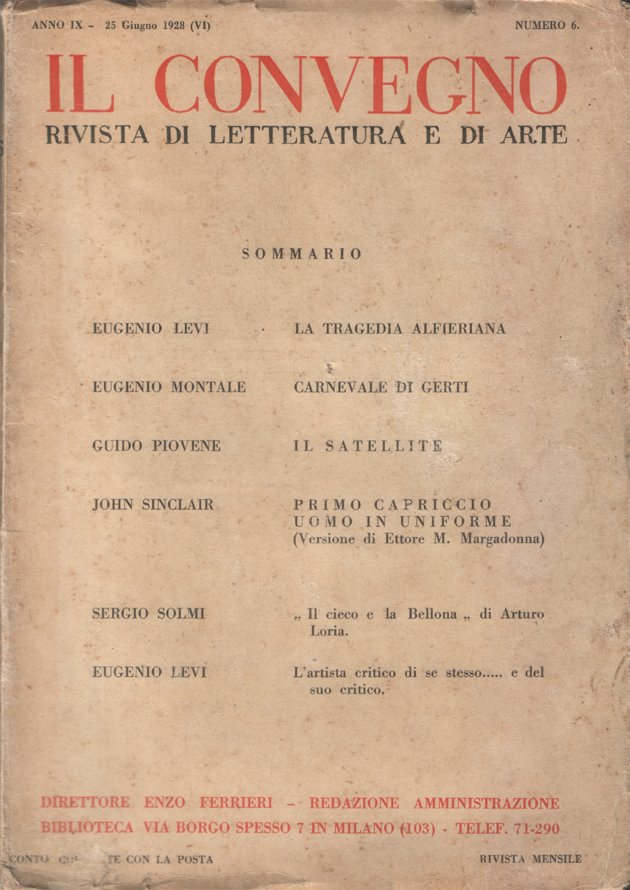 ANNO IX - 25 Giugno 1928 (VI) NUMERO 6.
IL CONVEGNO
RIVISTA DI LETTERATURA E DI ARTE
SOMMARIO
EUGENIO LEVI LA TRAGEDIA ALFIERIANA
EUGENIO MONTALE CARNEVALE DI GERTI
GUIDO PIOVENE IL SATELLITE
JOHN SINCLAIR PRIMO CAPRICCIO
UOMO IN UNIFORME
(Versione di Ettore M. Margadonna)
SERGIO SOLMI „ Il cieco e la Bellona „ di Arturo
Loria.
EUGENIO LEVI L'artista critico di se stesso..... e del
suo critico.
DIRETTORE ENZO FERRIERI – REDAZIONE AMMINISTRAZIONE
BIBLIOTECA VIA BORGO SPESSO 7 IN MILANO (103) - TELEF. 71-290
CON LA POSTA RIVISTA MENSILE